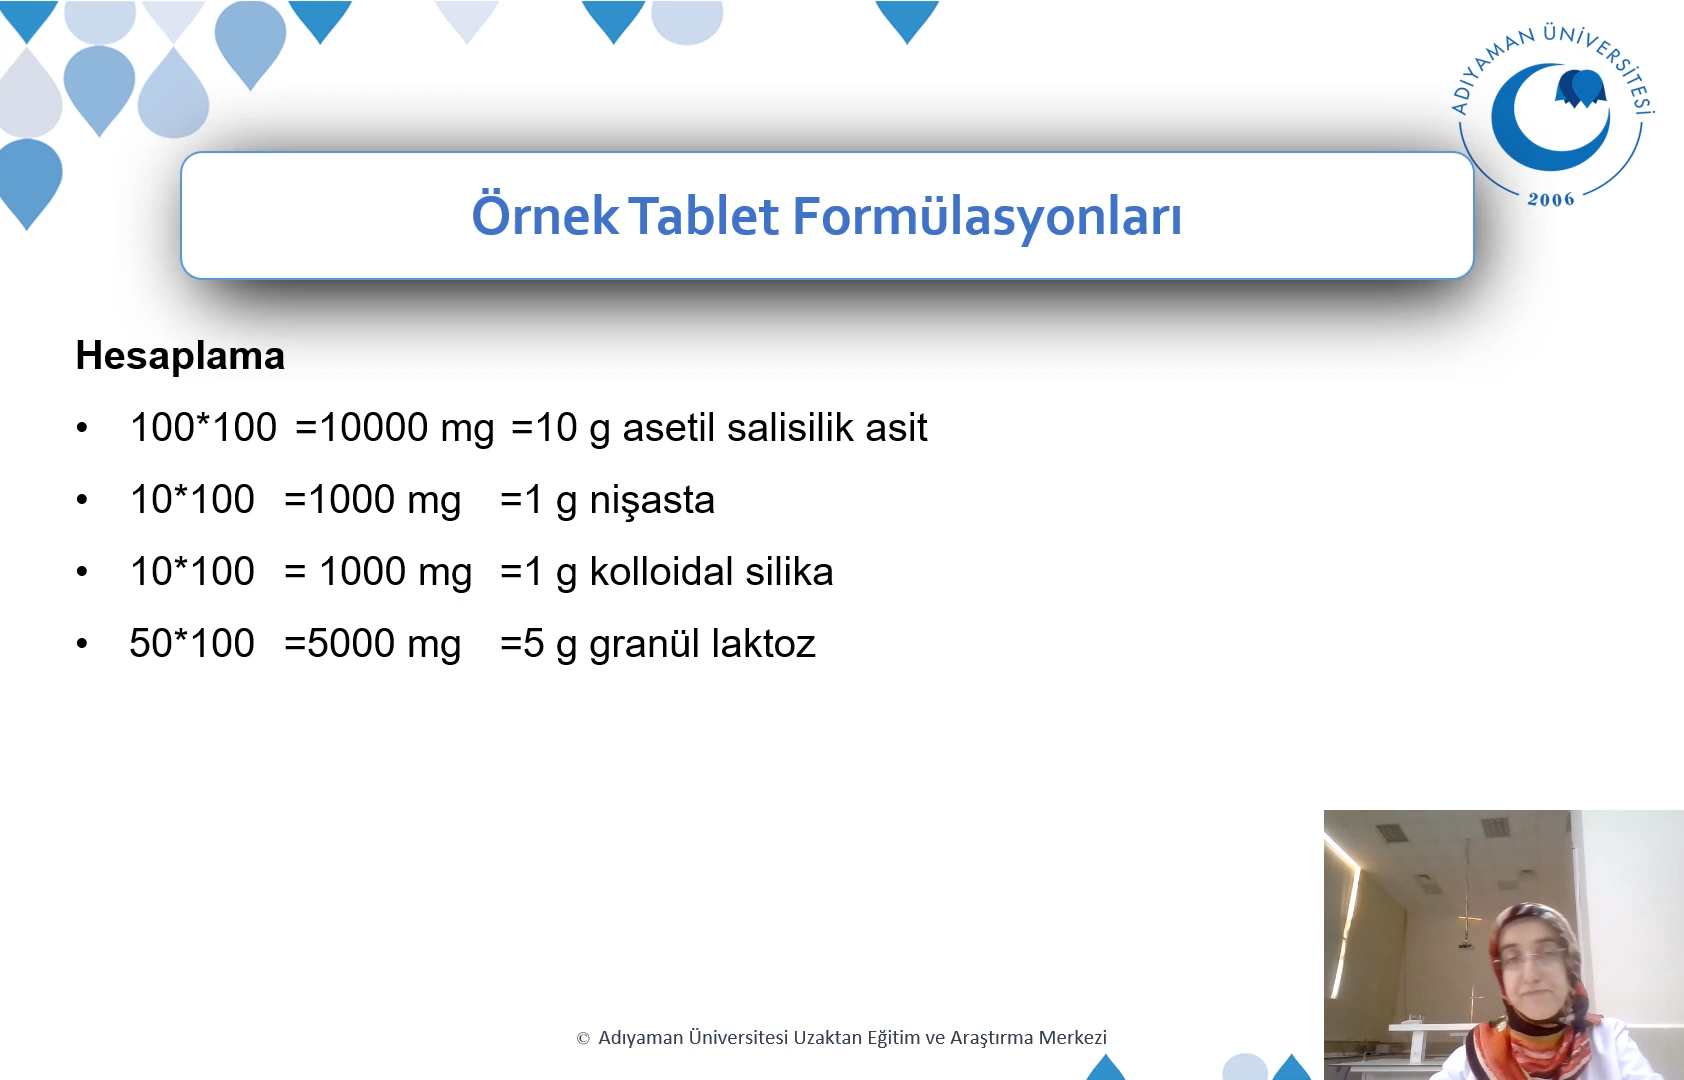 ADIYAMAN ÜNİVERSİTESİ
2006
Örnek Tablet Formülasyonları
Hesaplama
• 100*100 =10000 mg =10 g asetil salisilik asit
• 10*100 =1000 mg =1 g nişasta
• 10*100 = 1000 mg =1 g kolloidal silika
• 50*100 =5000 mg =5 g granül laktoz
© Adıyaman Üniversitesi Uzaktan Eğitim ve Araştırma Merkezi